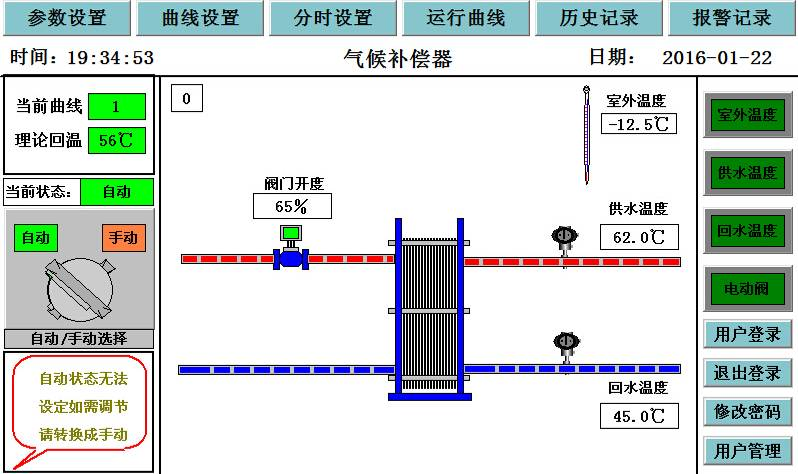 参数设置 曲线设置 分时设置 运行曲线 历史记录 报警记录
时间：19:34:53 气候补偿器 日期： 2016-01-22
当前曲线 1
理论回温 56℃
当前状态： 自动
自动 手动
自动/手动选择
自动状态无法
设定如需调节
请转换成手动
0
阀门开度
65%
室外温度
-12.5℃
供水温度
62.0℃
回水温度
45.0℃
室外温度
供水温度
回水温度
电动阀
用户登录
退出登录
修改密码
用户管理